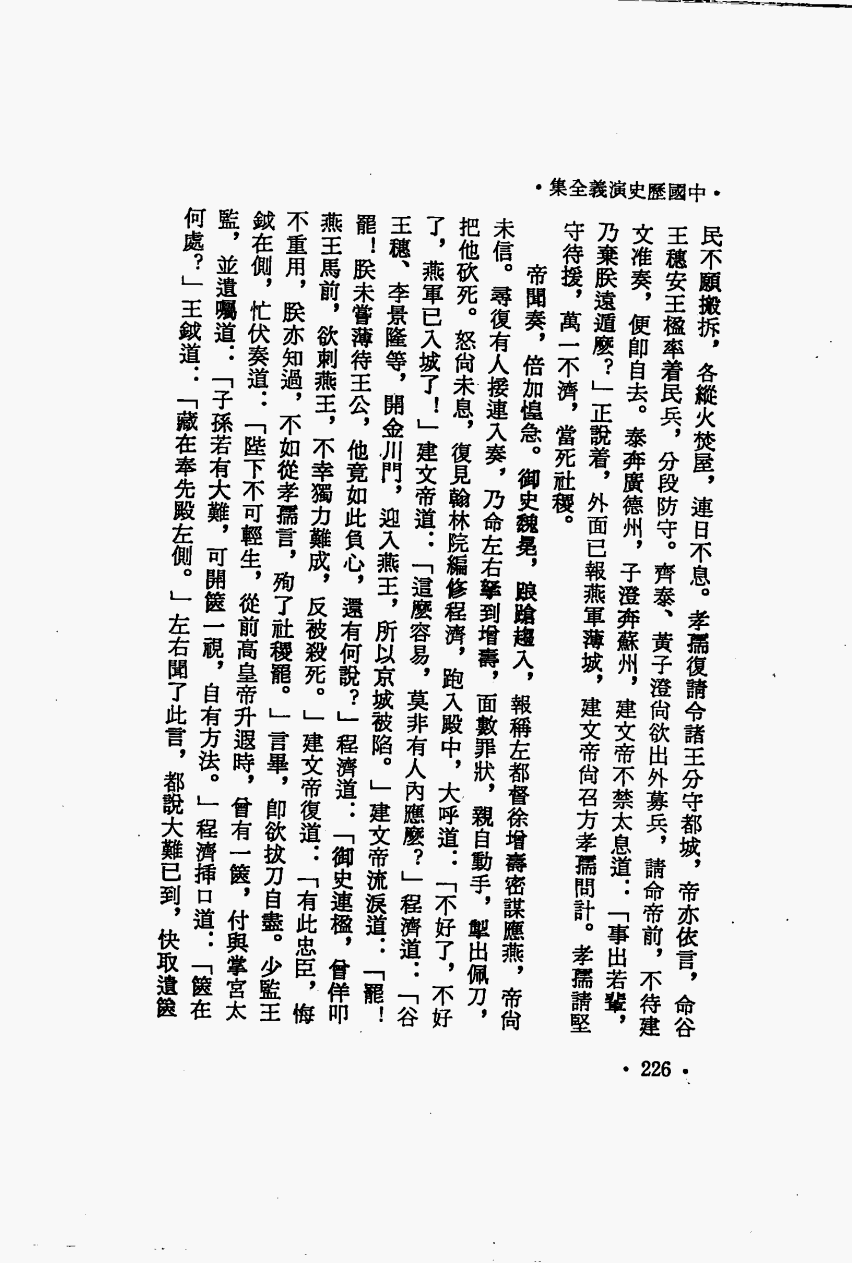 •中國歷史演義全集•
民不願搬拆，各縱火焚屋，連日不息。孝孺復請令諸王分守都城，帝亦依言，命谷
王穗安王楹率着民兵，分段防守。齊泰、黃子澄尙欲出外募兵，請命帝前，不待建
文准奏，便卽自去。泰奔廣德州，子澄奔蘇州，建文帝不禁太息道：「事出若輩，
乃棄朕遠遁麼？」正說着，外面已報燕軍薄城，建文帝尙召方孝孺問計。孝孺請堅
守待援，萬一不濟，當死社稷。
帝聞奏，倍加惶急。御史魏冕，踉蹌趨入，報稱左都督徐增壽密謀應燕，帝尙
未信。尋復有人接連入奏，乃命左右拏到增壽，面數罪狀，親自動手，掣出佩刀，
把他砍死。怒尙未息，復見翰林院編修程濟，跑入殿中，大呼道：「不好了，不好
了，燕軍已入城了！」建文帝道：「這麼容易，莫非有人內應麼？」程濟道：「谷
王穗、李景隆等，開金川門，迎入燕王，所以京城被陷。」建文帝流淚道：「罷！
罷！朕未嘗薄待王公，他竟如此負心，還有何說？」程濟道：「御史連楹，曾佯叩
燕王馬前，欲刺燕王，不幸獨力難成，反被殺死。」建文帝復道：「有此忠臣，悔
不重用，朕亦知過，不如從孝孺言，殉了社稷罷。」言畢，卽欲拔刀自盡。少監王
鉞在側，忙伏奏道：「陛下不可輕生，從前高皇帝升遐時，曾有一篋，付與掌宮太
監，並遺囑道：「子孫若有大難，可開篋一視，自有方法。」程濟揷口道：「篋在
何處？」王鉞道：「藏在奉先殿左側。」左右聞了此言，都說大難已到，快取遺篋
•226•